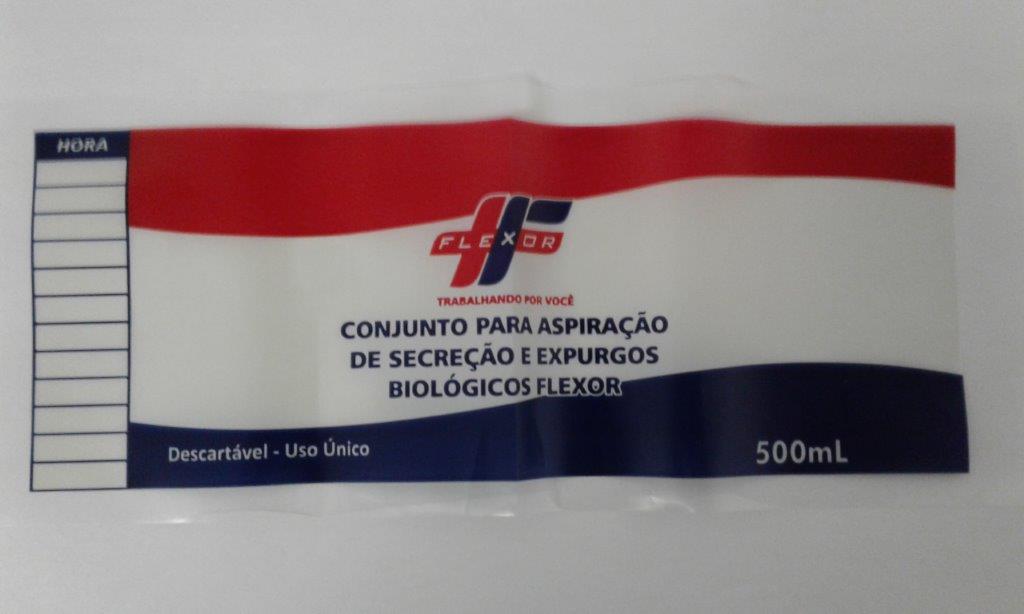 HORA
FLEXOR
TRABALHANDO POR VOCÊ
CONJUNTO PARA ASPIRAÇÃO
DE SECREÇÃO E EXPURGOS
BIOLÓGICOS FLEXOR
Descartável - Uso Único
500mL